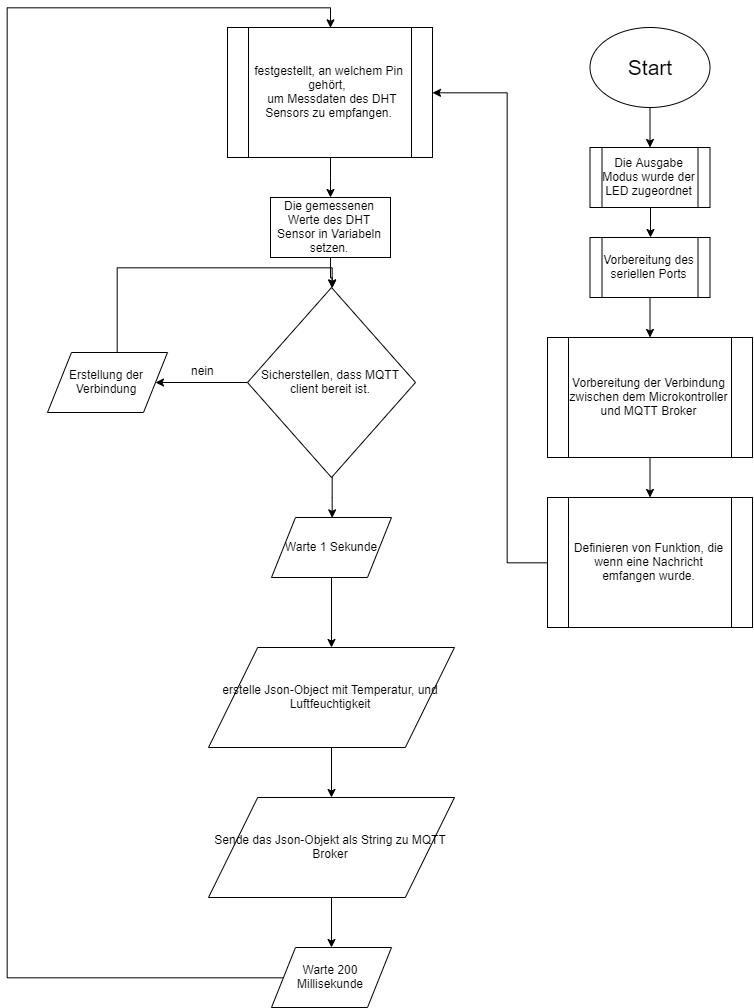 Start
Die Ausgabe
Modus wurde der
LED zugeordnet
Vorbereitung des
seriellen Ports
Vorbereitung der Verbindung
zwischen dem Microkontroller
und MQTT Broker
Definieren von Funktion, die
wenn eine Nachricht
emfangen wurde.
festgestellt, an welchem Pin
gehört,
um Messdaten des DHT
Sensors zu empfangen.
Die gemessenen
Werte des DHT
Sensor in Variabeln
setzen.
Sicherstellen, dass MQTT
client bereit ist.
nein
Erstellung der
Verbindung
Warte 1 Sekunde
erstelle Json-Object mit Temperatur, und
Luftfeuchtigkeit
Sende das Json-Objekt als String zu MQTT
Broker
Warte 200
Millisekunde